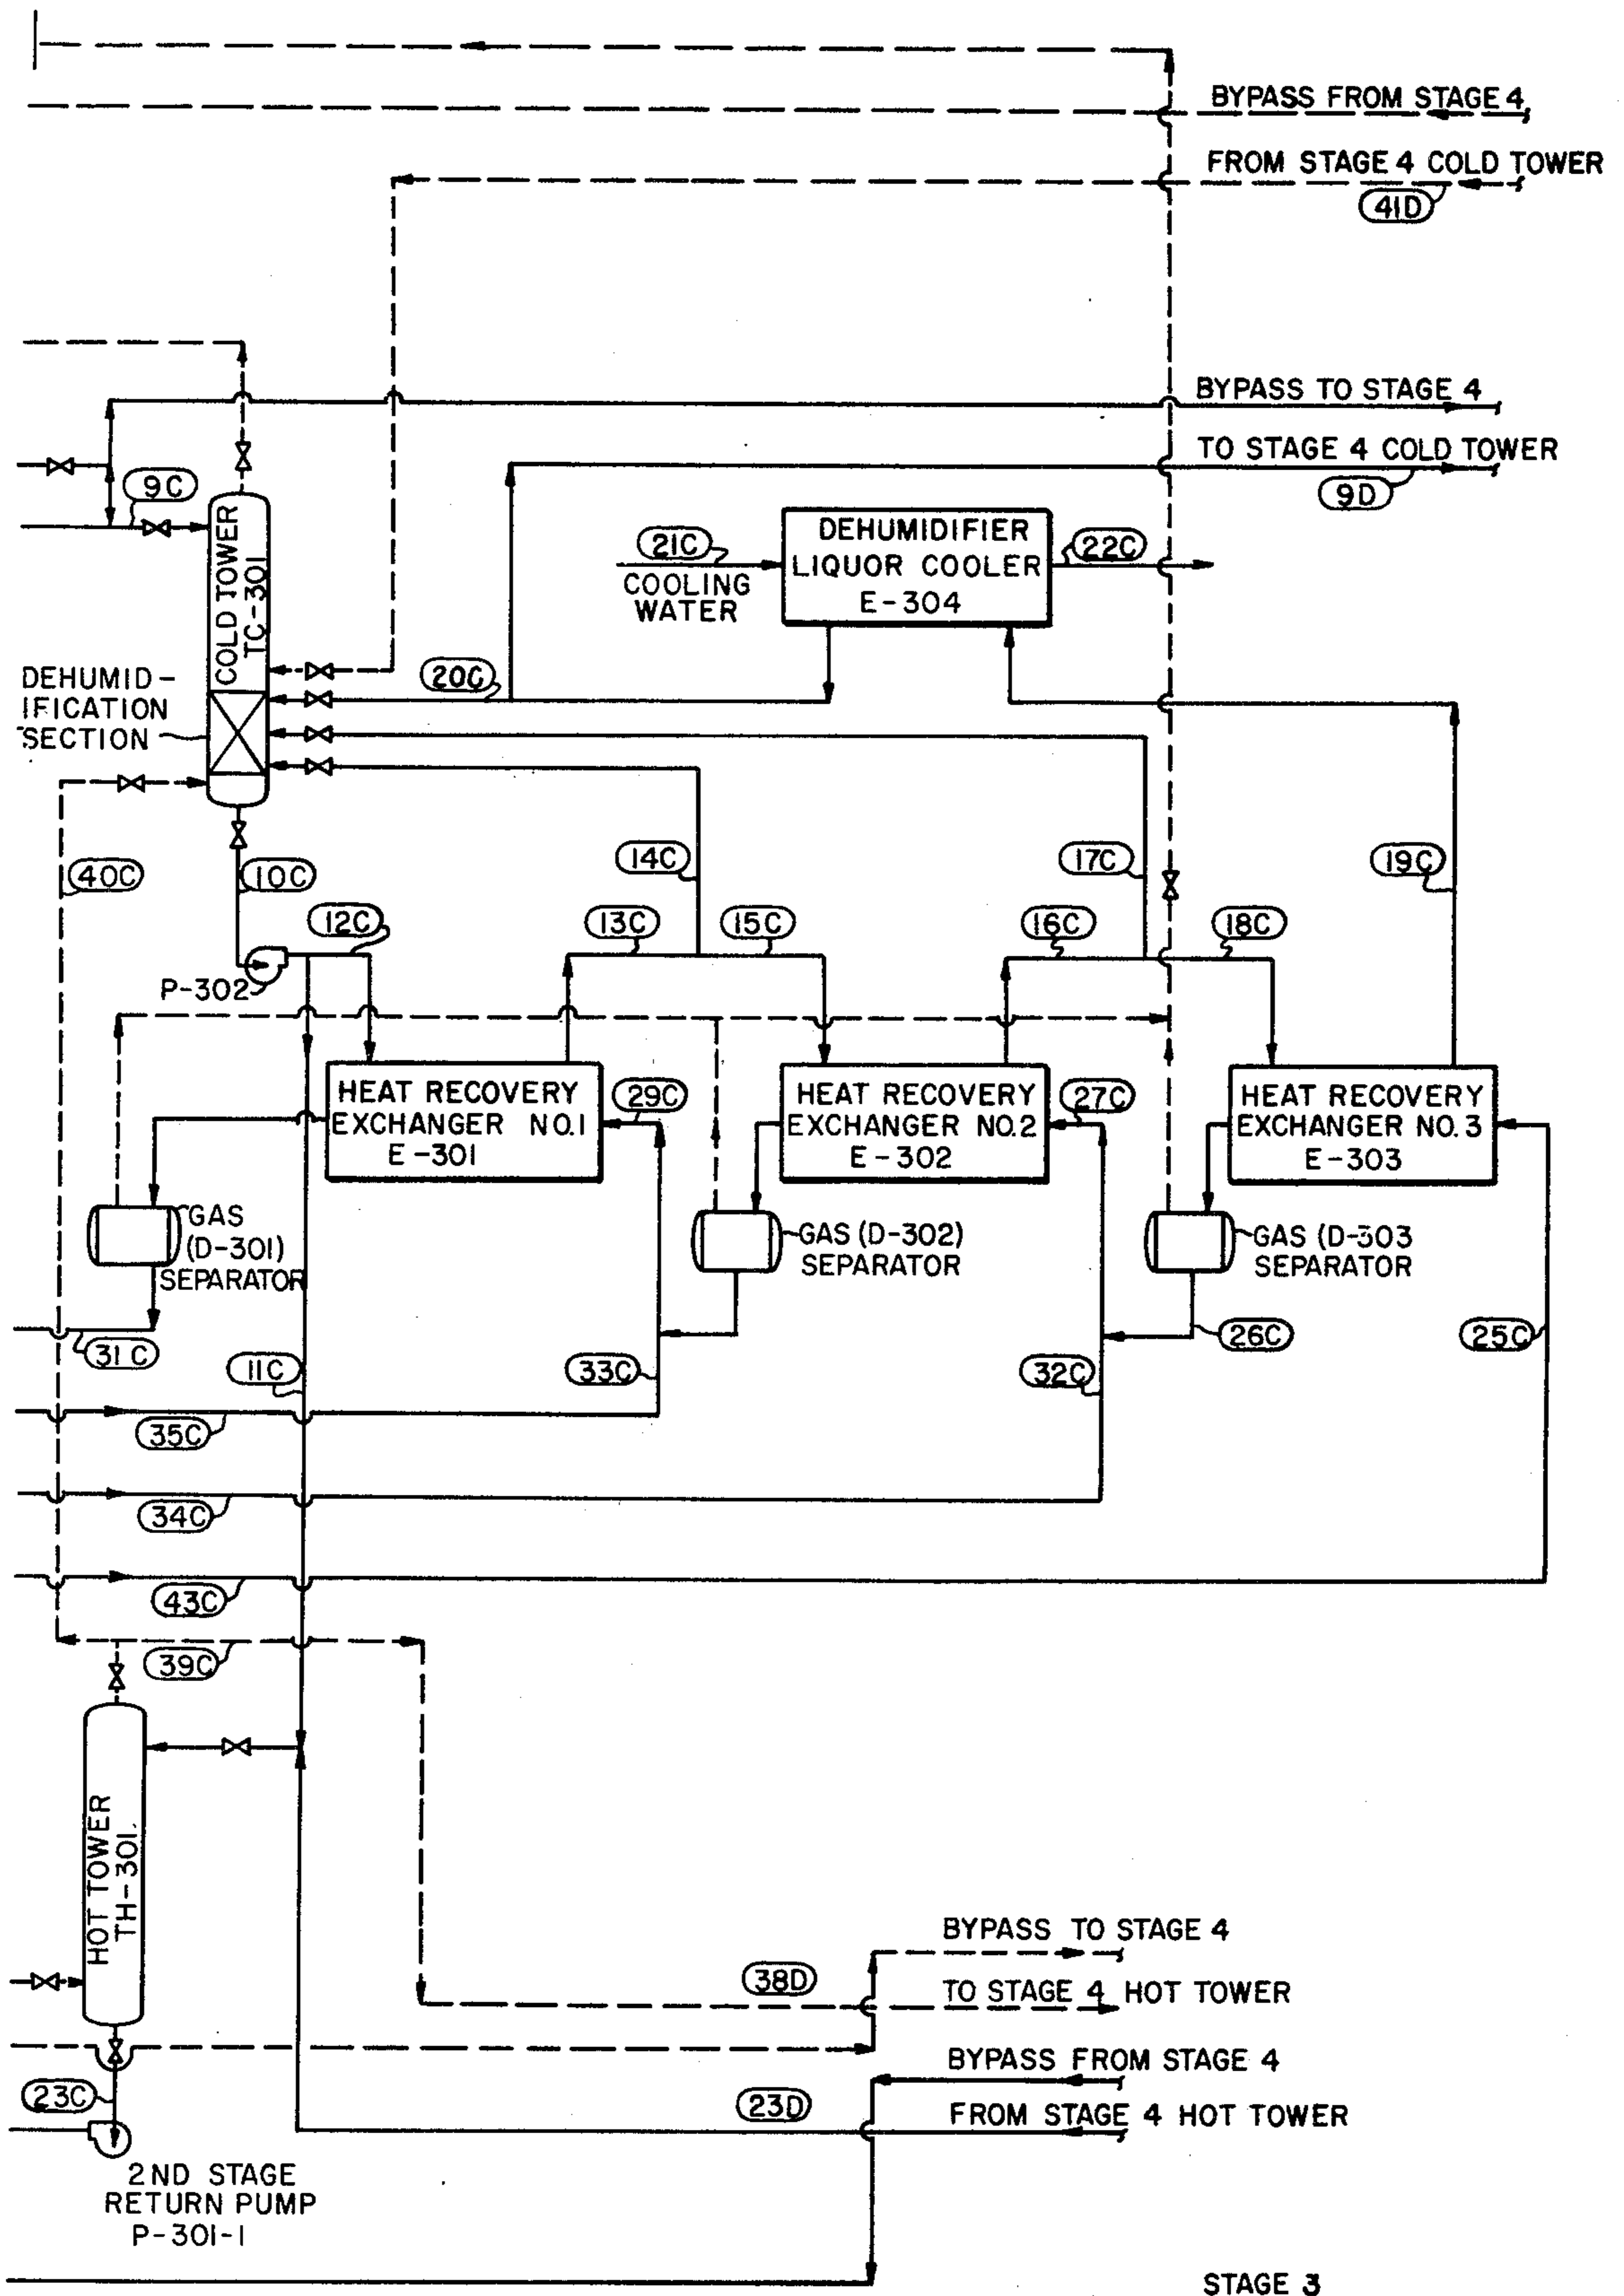 BYPASS FROM STAGE 4
FROM STAGE 4 COLD TOWER
41D
BYPASS TO STAGE 4
TO STAGE 4 COLD TOWER
9D
9C
COLD TOWER
TC-301
DEHUMIDIFIER
LIQUOR COOLER
E-304
21C
COOLING
WATER
22C
20C
DEHUMID-
IFICATION
SECTION
40C
10C
14C
17C
19C
12C
13C
15C
16C
18C
P-302
HEAT RECOVERY
EXCHANGER NO.1
E-301
29C
HEAT RECOVERY
EXCHANGER NO.2
E-302
27C
HEAT RECOVERY
EXCHANGER NO.3
E-303
GAS
(D-301)
SEPARATOR
GAS (D-302)
SEPARATOR
GAS (D-303
SEPARATOR
31C
11C
33C
32C
26C
25C
35C
34C
43C
39C
HOT TOWER
TH-301.
BYPASS TO STAGE 4
38D
TO STAGE 4 HOT TOWER
BYPASS FROM STAGE 4
23C
23D
FROM STAGE 4 HOT TOWER
2ND STAGE
RETURN PUMP
P-301-1
STAGE 3